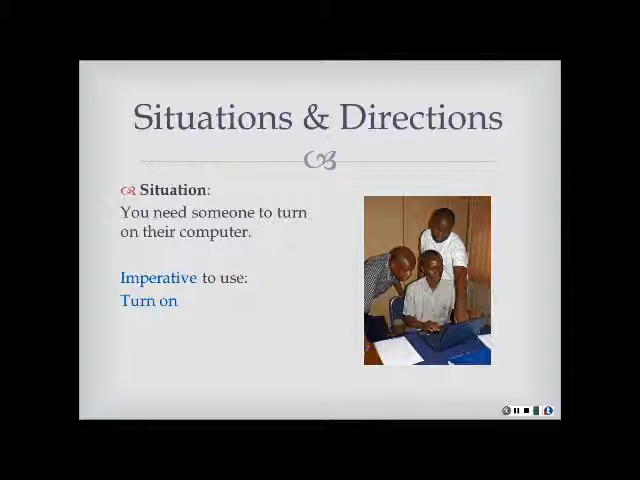 Situations & Directions
Situation:
You need someone to turn
on their computer.
Imperative to use:
Turn on